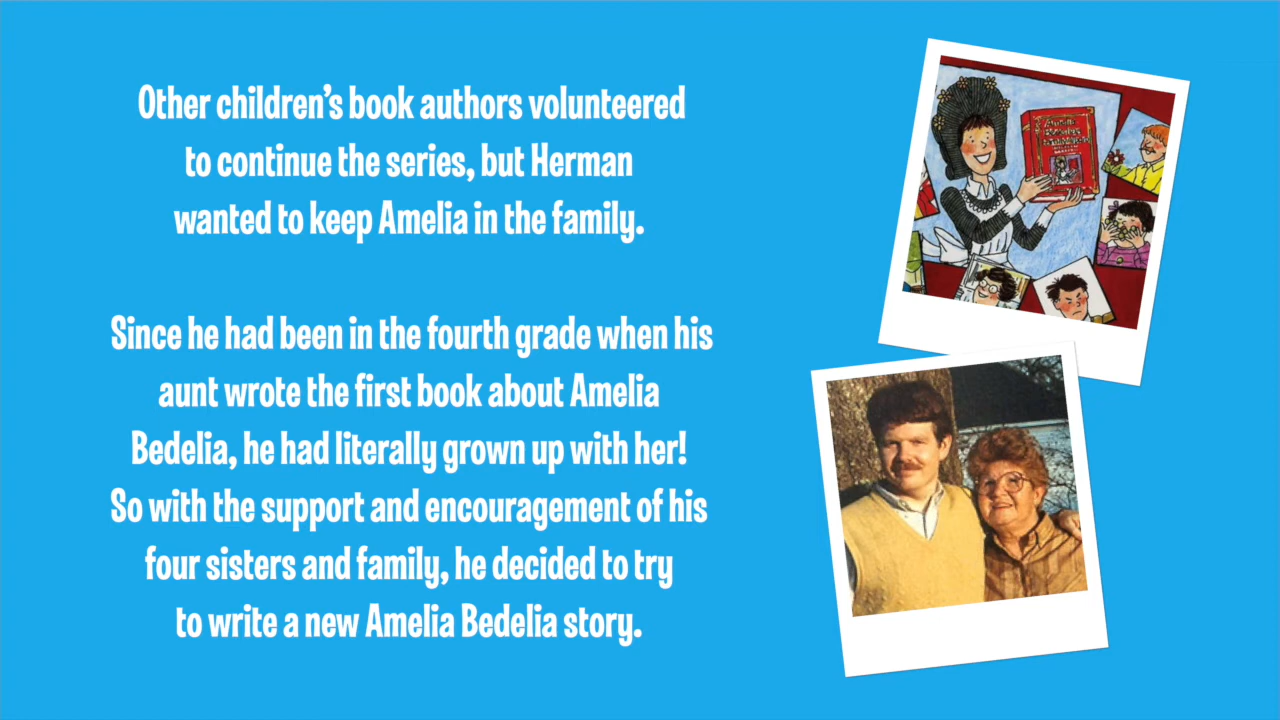 Other children's book authors volunteered
to continue the series, but Herman
wanted to keep Amelia in the family.
Since he had been in the fourth grade when his
aunt wrote the first book about Amelia
Bedelia, he had literally grown up with her!
So with the support and encouragement of his
four sisters and family, he decided to try
to write a new Amelia Bedelia story.